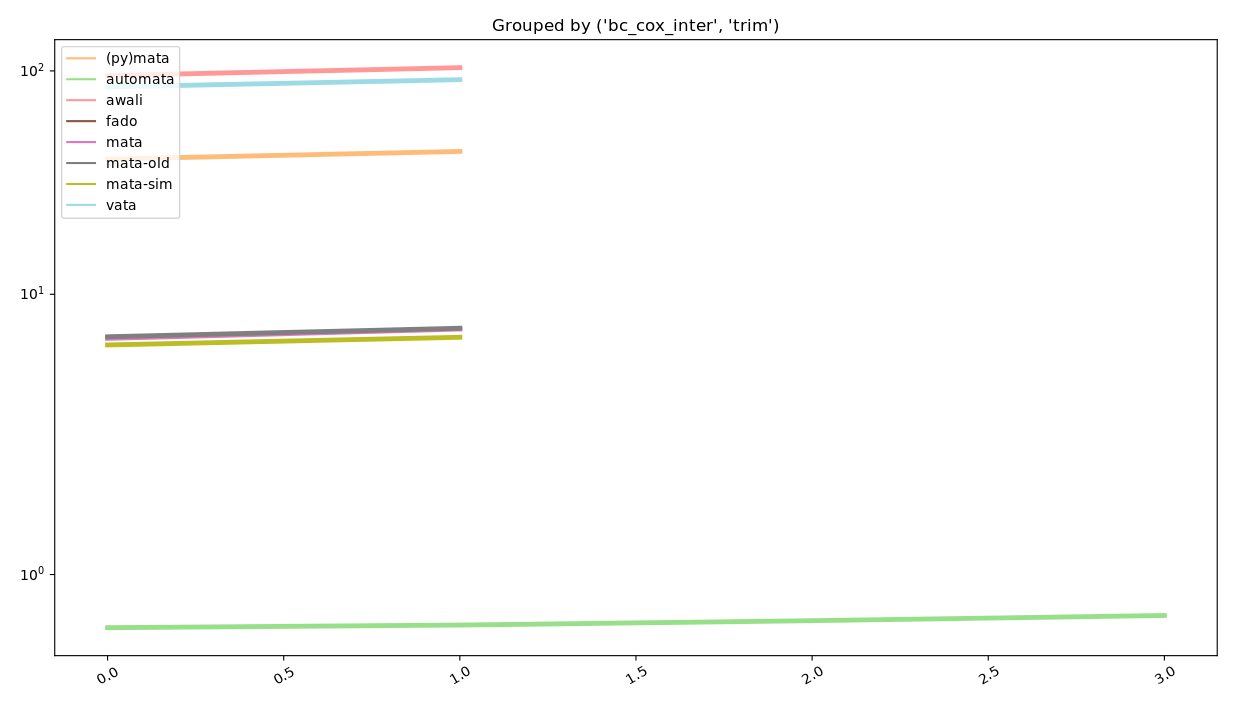 Grouped by ('bc_cox_inter', 'trim')
(py)mata
automata
awali
fado
mata
mata-old
mata-sim
vata
10²
10¹
10⁰
0.0 0.5 1.0 1.5 2.0 2.5 3.0